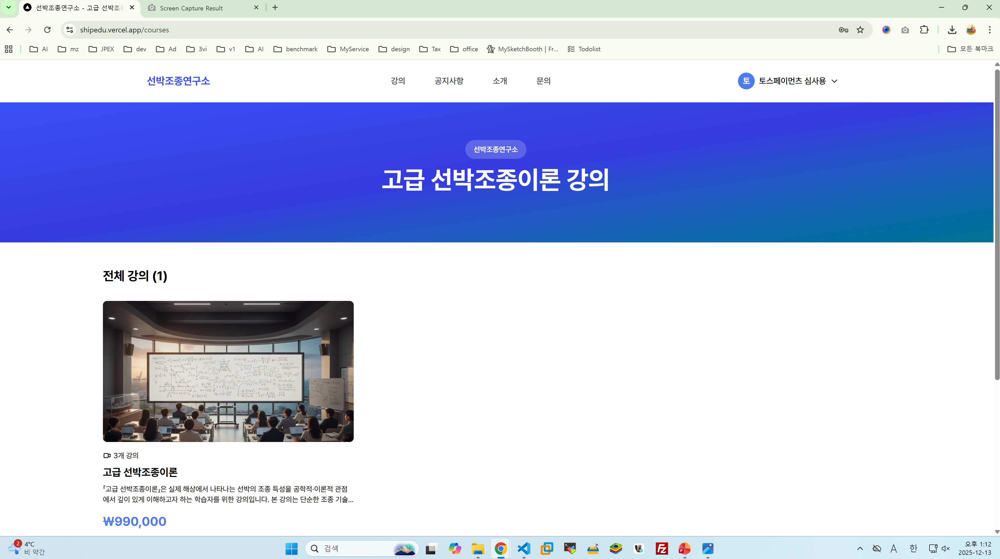 선박조종연구소 - 고급 선박조종
Screen Capture Result
shipedu.vercel.app/courses
AI
mz
JPEX
dev
Ad
3vi
v1
AI
benchmark
MyService
design
Tax
office
MySketchBooth | Fr...
Todolist
모든 북마크
선박조종연구소
강의
공지사항
소개
문의
토
토스페이먼츠 심사용
선박조종연구소
고급 선박조종이론 강의
전체 강의 (1)
3개 강의
고급 선박조종이론
「고급 선박조종이론」은 실제 해상에서 나타나는 선박의 조종 특성을 공학적·이론적 관점
에서 깊이 있게 이해하고자 하는 학습자를 위한 강의입니다. 본 강의는 단순한 조종 기술...
₩990,000
2
4°C
비 약간
검색
A
한
오후 1:12
2025-12-13